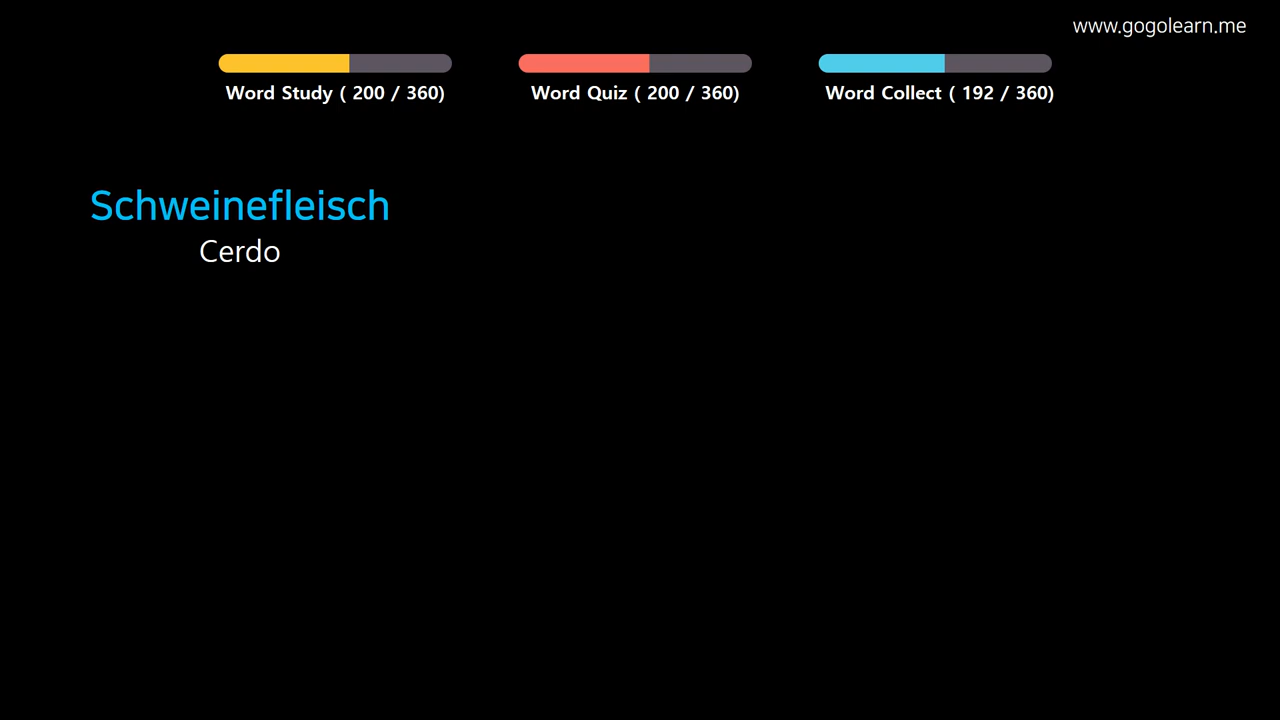 www.gogolearn.me
Word Study ( 200 / 360)
Word Quiz ( 200 / 360)
Word Collect ( 192 / 360)
Schweinefleisch
Cerdo